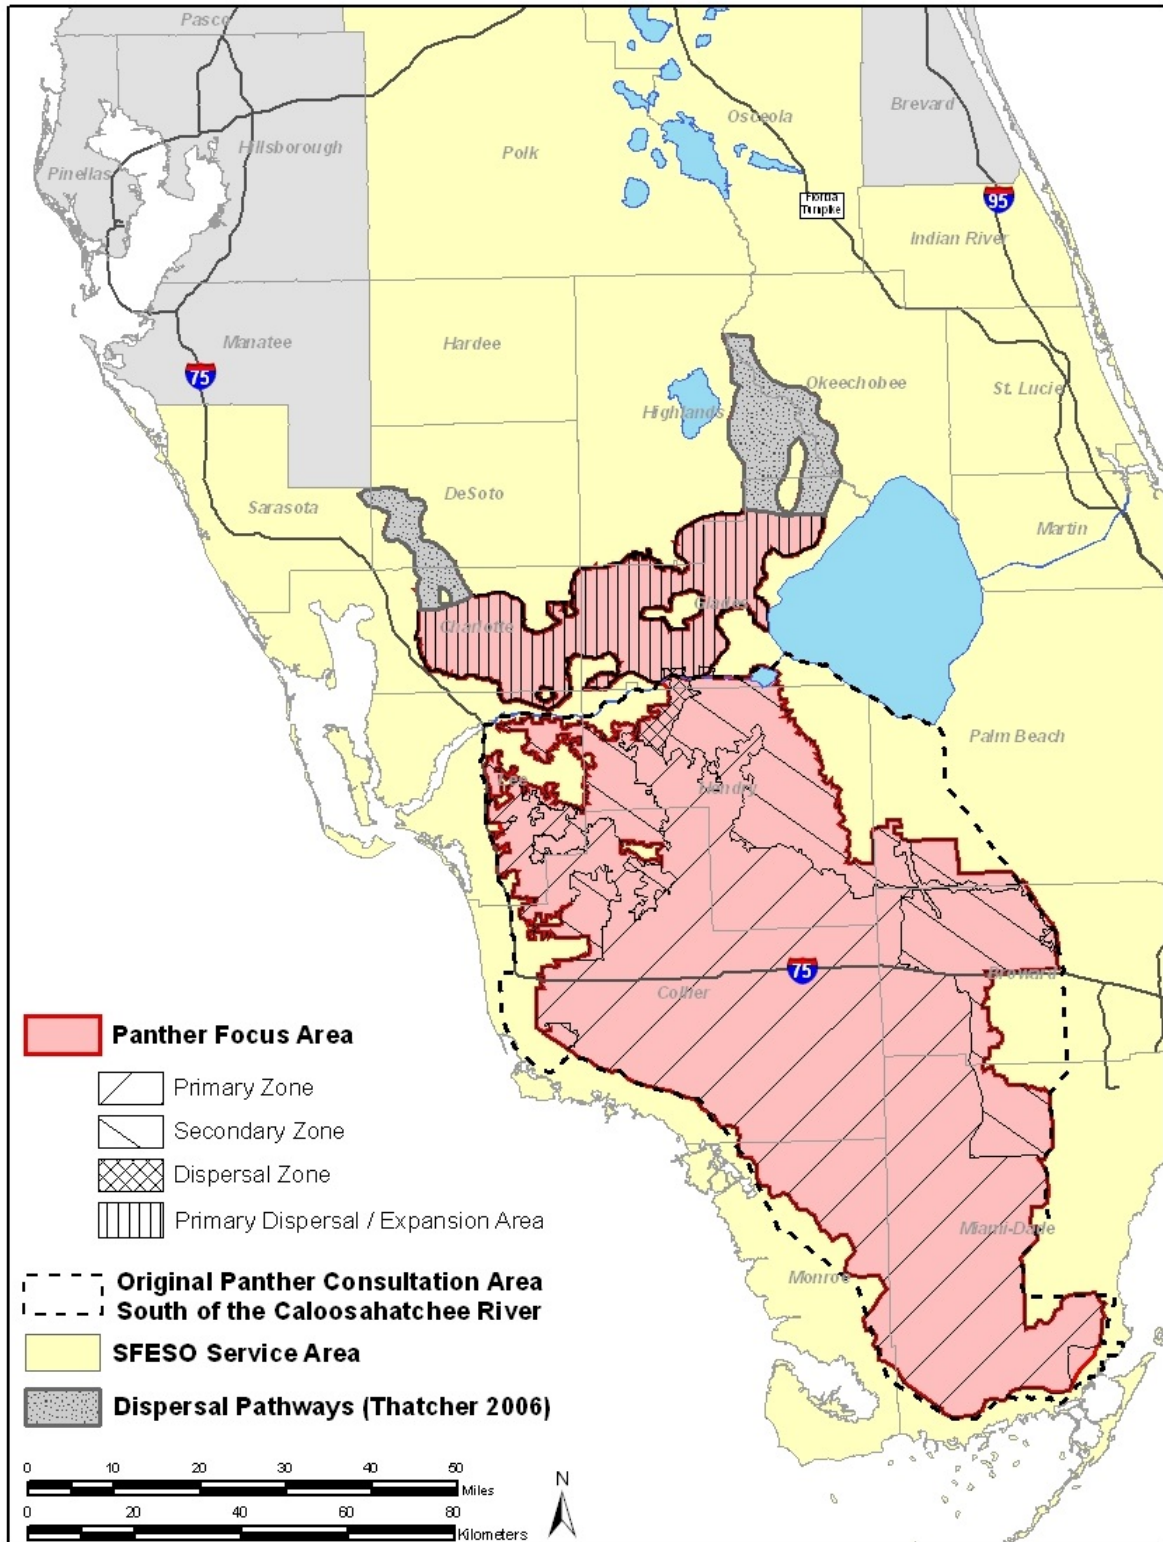 Pasco
Brevard
Osceola
Hillsborough
Polk
Pinellas
95
Florida
Turnpike
Indian River
Manatee
Hardee
75
Okeechobee
St. Lucie
Highlands
DeSoto
Sarasota
Martin
Glades
Charlotte
Palm Beach
Lee
Hendry
75
Broward
Collier
Miami-Dade
Monroe
Panther Focus Area
Primary Zone
Secondary Zone
Dispersal Zone
Primary Dispersal / Expansion Area
Original Panther Consultation Area
South of the Caloosahatchee River
SFESO Service Area
Dispersal Pathways (Thatcher 2006)
0 10 20 30 40 50
Miles
0 20 40 60 80
Kilometers
N